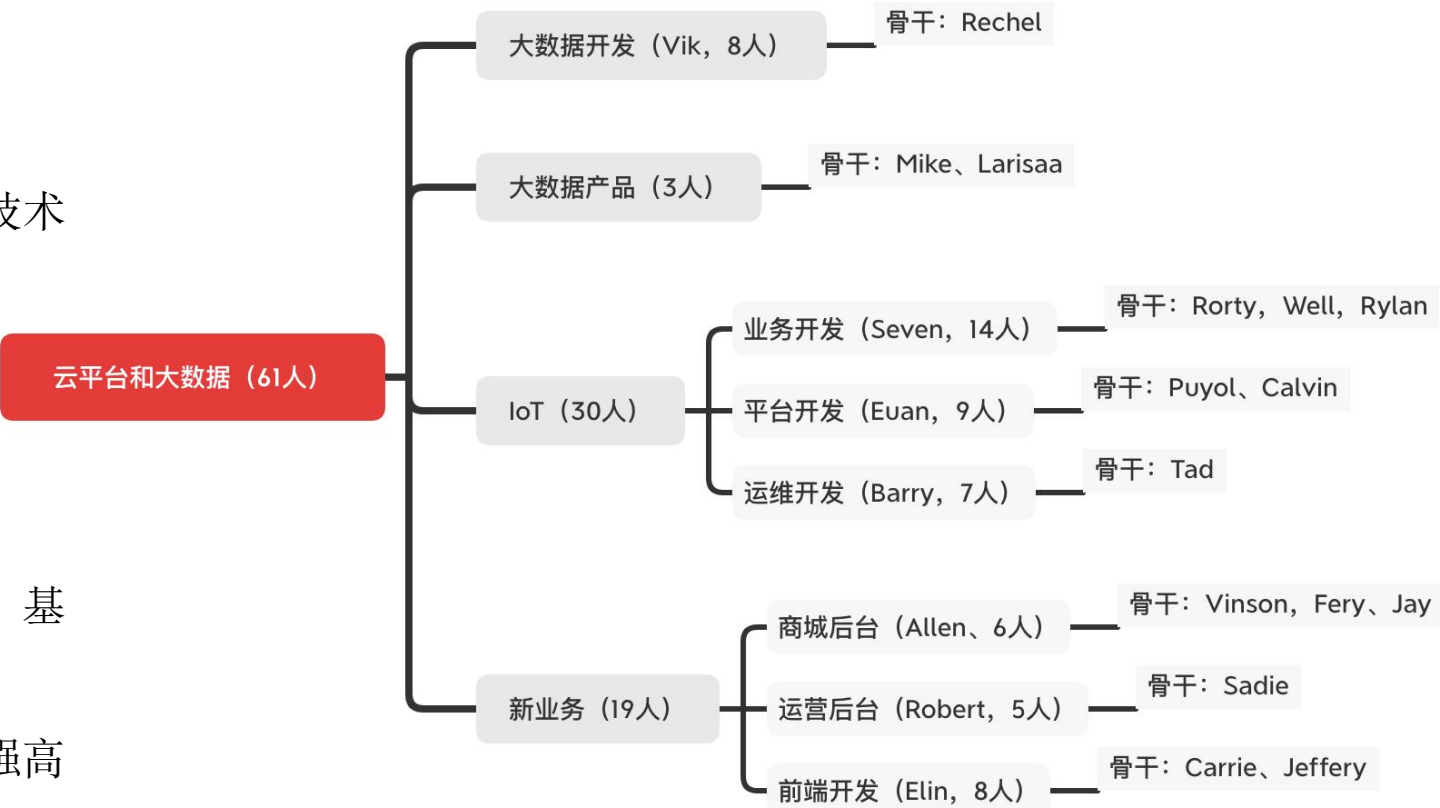 大数据开发（Vik，8人）
骨干：Rechel
大数据产品（3人）
骨干：Mike、Larisaa
技术
云平台和大数据（61人）
IoT（30人）
业务开发（Seven，14人）
骨干：Rorty，Well，Rylan
平台开发（Euan，9人）
骨干：Puyol、Calvin
运维开发（Barry，7人）
骨干：Tad
基
强高
新业务（19人）
商城后台（Allen、6人）
骨干：Vinson，Fery、Jay
运营后台（Robert，5人）
骨干：Sadie
前端开发（Elin，8人）
骨干：Carrie、Jeffery